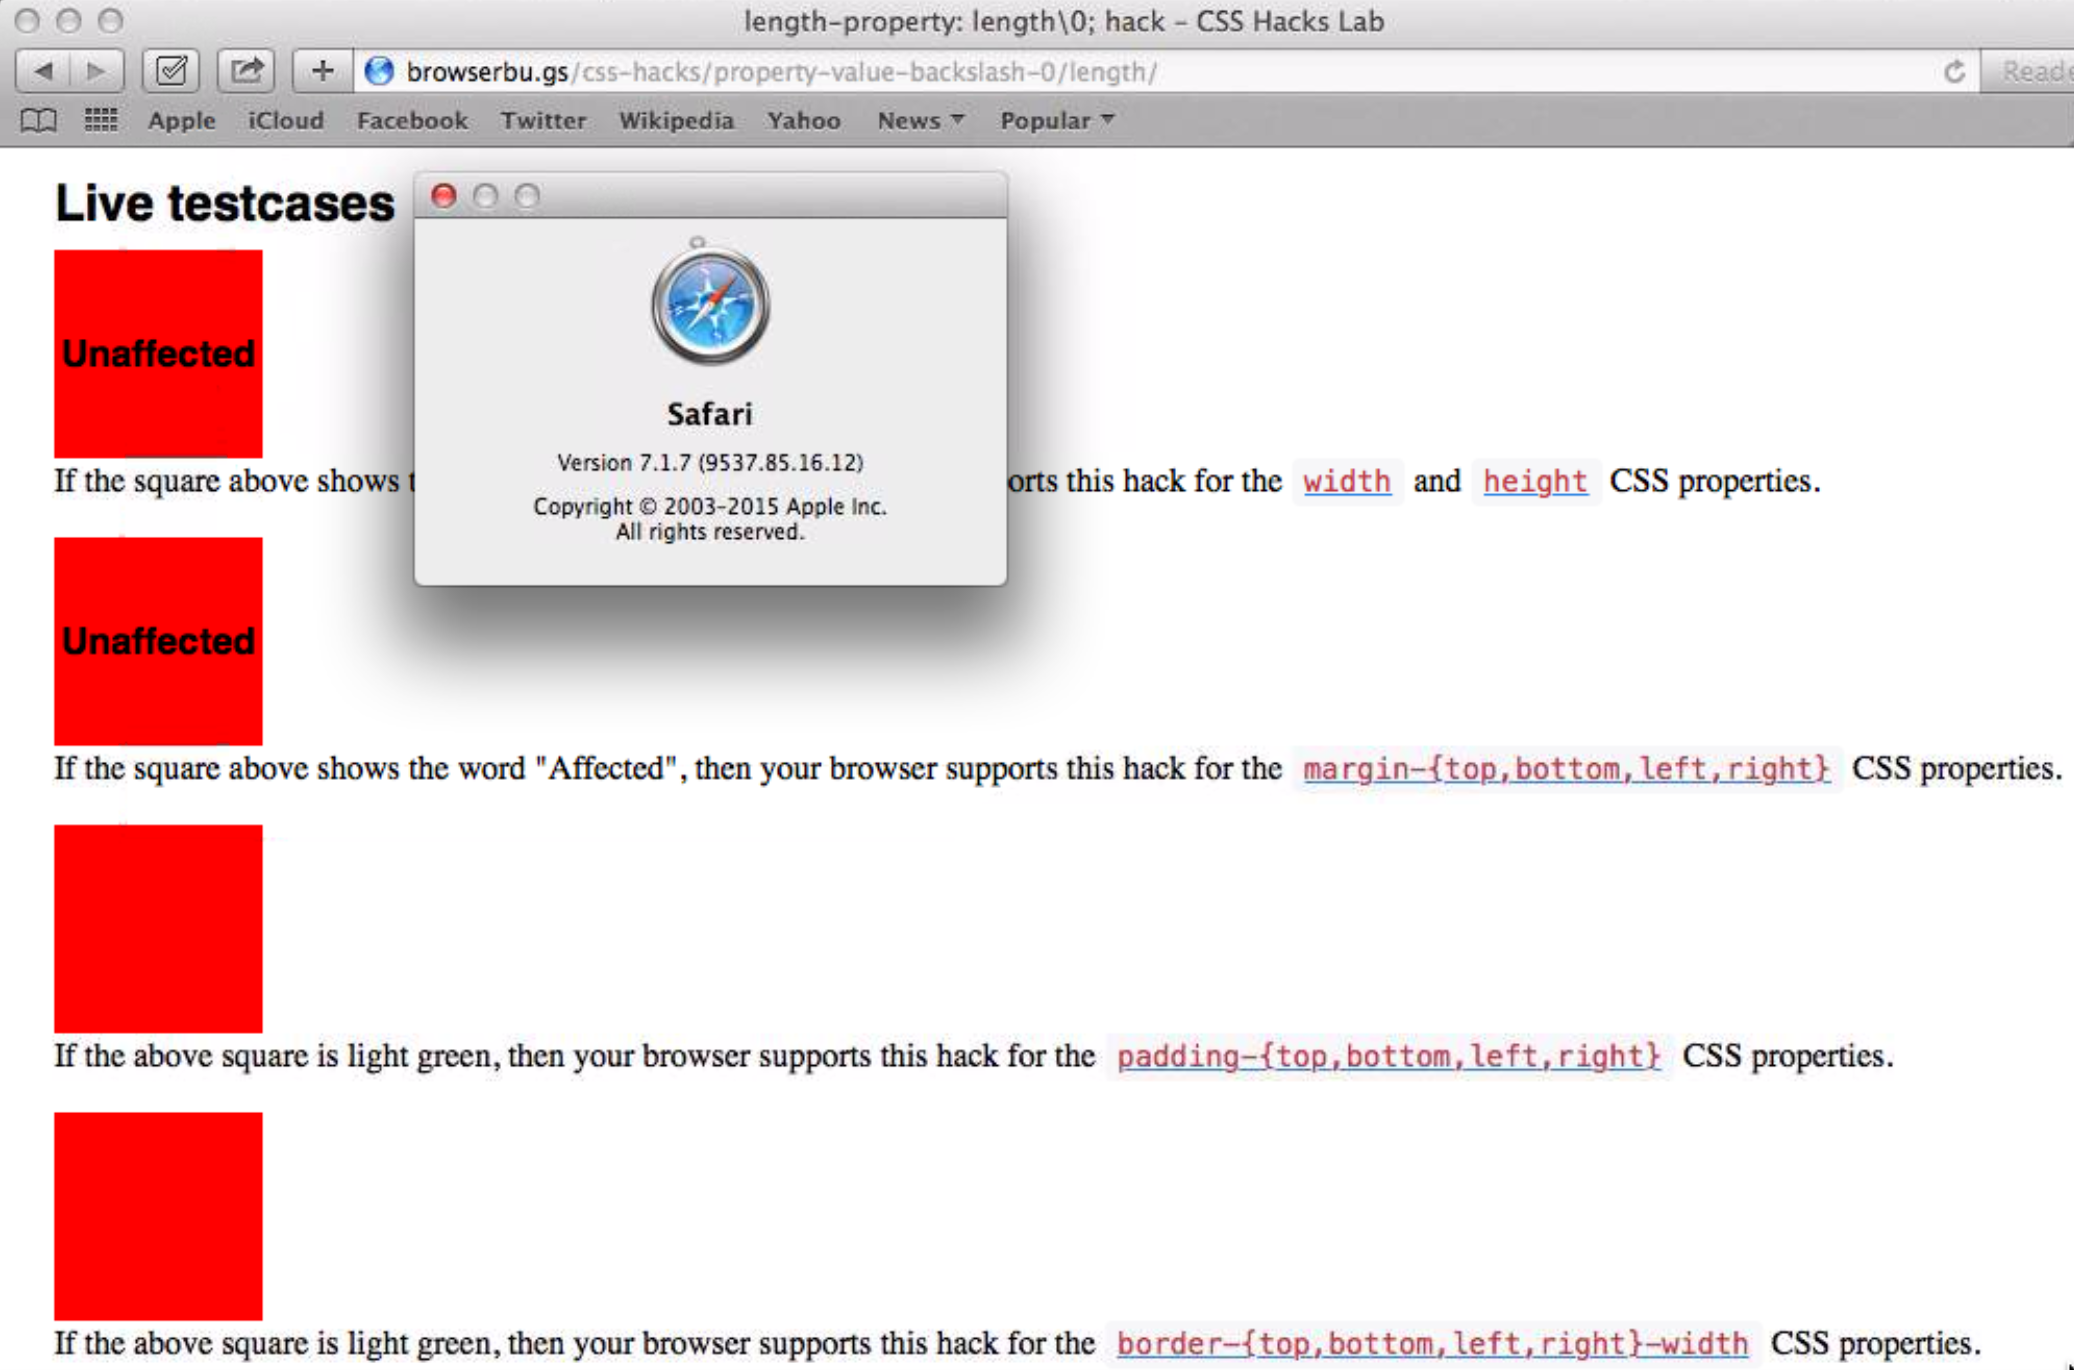 length-property: length\0; hack – CSS Hacks Lab
browserbu.gs/css-hacks/property-value-backslash-0/length/
Apple iCloud Facebook Twitter Wikipedia Yahoo News Popular
Live testcases
Unaffected
Safari
Version 7.1.7 (9537.85.16.12)
Copyright © 2003-2015 Apple Inc.
All rights reserved.
If the square above shows orts this hack for the width and height CSS properties.
Unaffected
If the square above shows the word "Affected", then your browser supports this hack for the margin-{top,bottom,left,right} CSS properties.
If the above square is light green, then your browser supports this hack for the padding-{top,bottom,left,right} CSS properties.
If the above square is light green, then your browser supports this hack for the border-{top,bottom,left,right}-width CSS properties.